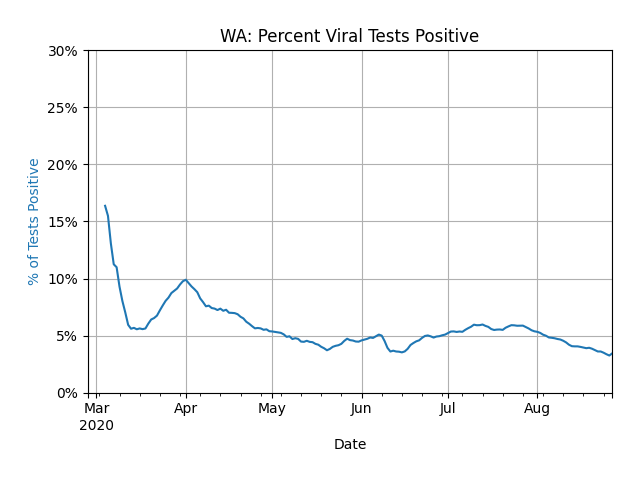 WA: Percent Viral Tests Positive
30%
25%
20%
15%
10%
5%
0%
% of Tests Positive
Mar Apr May Jun Jul Aug
2020
Date